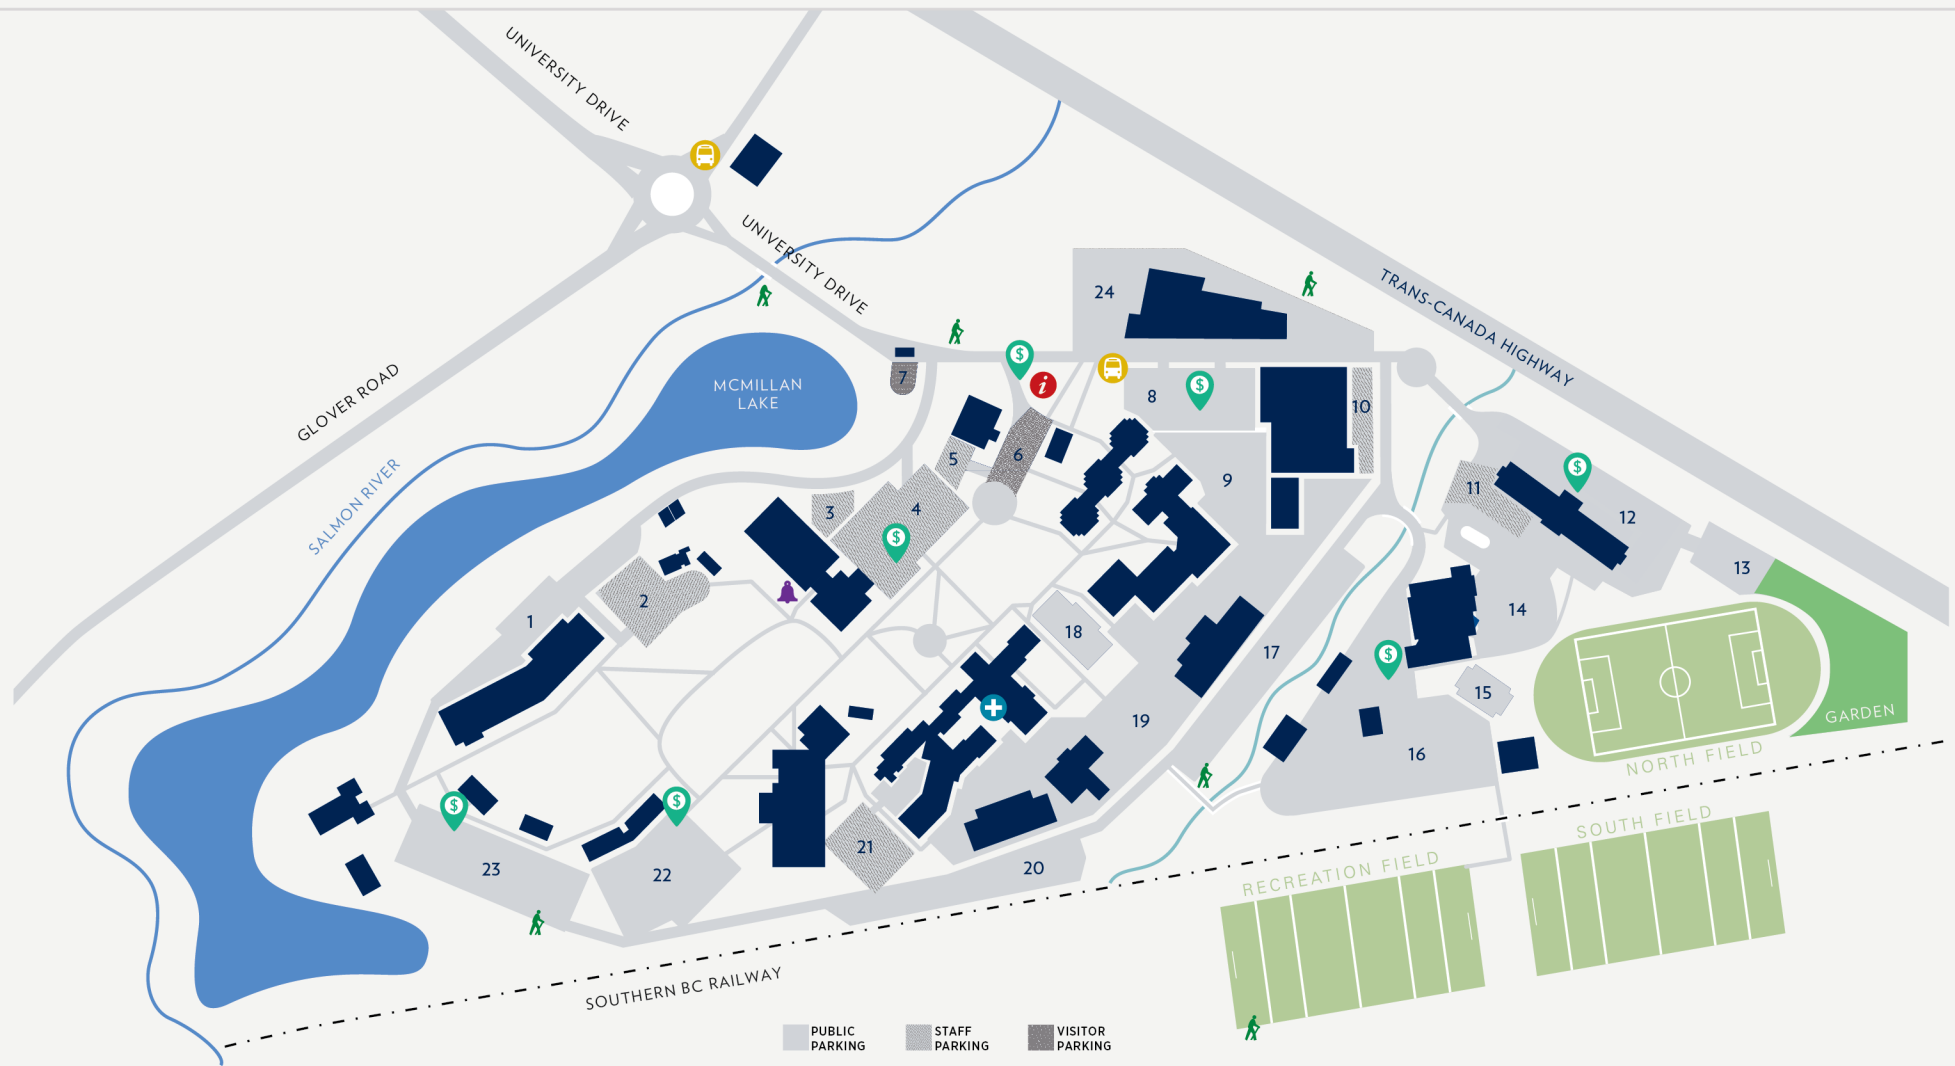 UNIVERSITY DRIVE
UNIVERSITY DRIVE
TRANS-CANADA HIGHWAY
GLOVER ROAD
SALMON RIVER
MCMILLAN
LAKE
24
7
8
10
5
6
9
11
12
3
4
13
2
1
14
18
17
15
19
16
GARDEN
NORTH FIELD
SOUTH FIELD
RECREATION FIELD
21
20
22
23
SOUTHERN BC RAILWAY
$
$
$
$
$
$
$
i
PUBLIC
PARKING
STAFF
PARKING
VISITOR
PARKING